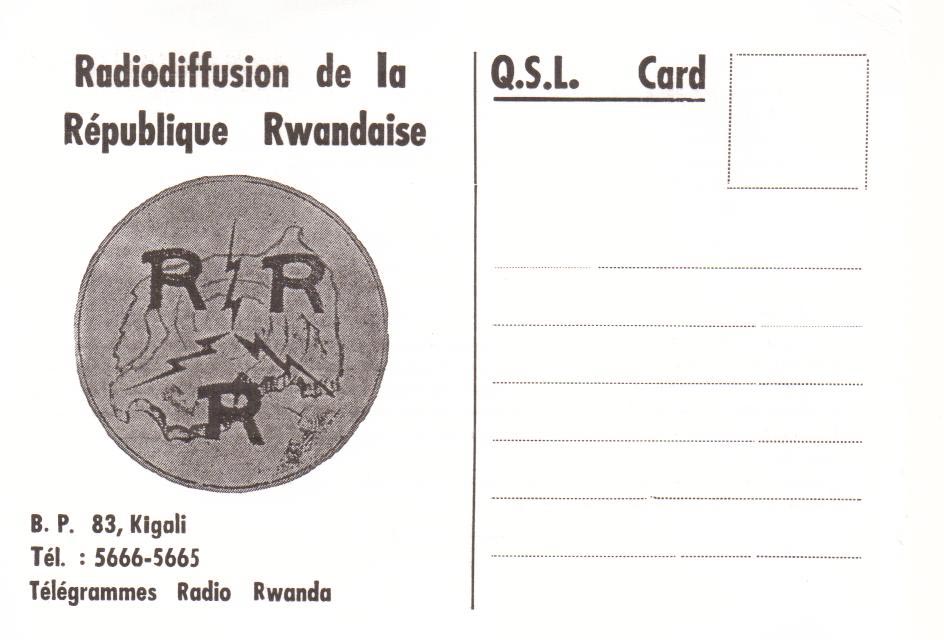 Radiodiffusion de la
République Rwandaise
R R
R
B. P. 83, Kigali
Tél. : 5666-5665
Télégrammes Radio Rwanda
Q.S.L. Card